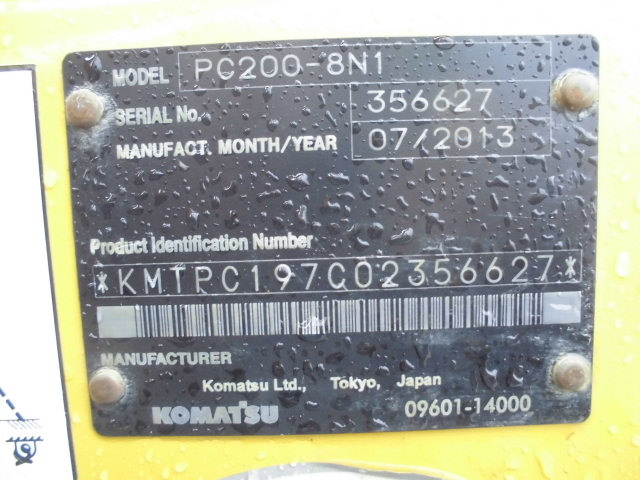 MODEL PC200-8N1
SERIAL No. 356627
MANUFACT. MONTH/YEAR 07/2013
Product Identification Number
*KMTPC197C02356627*
MANUFACTURER
Komatsu Ltd., Tokyo, Japan
KOMATSU 09601-14000